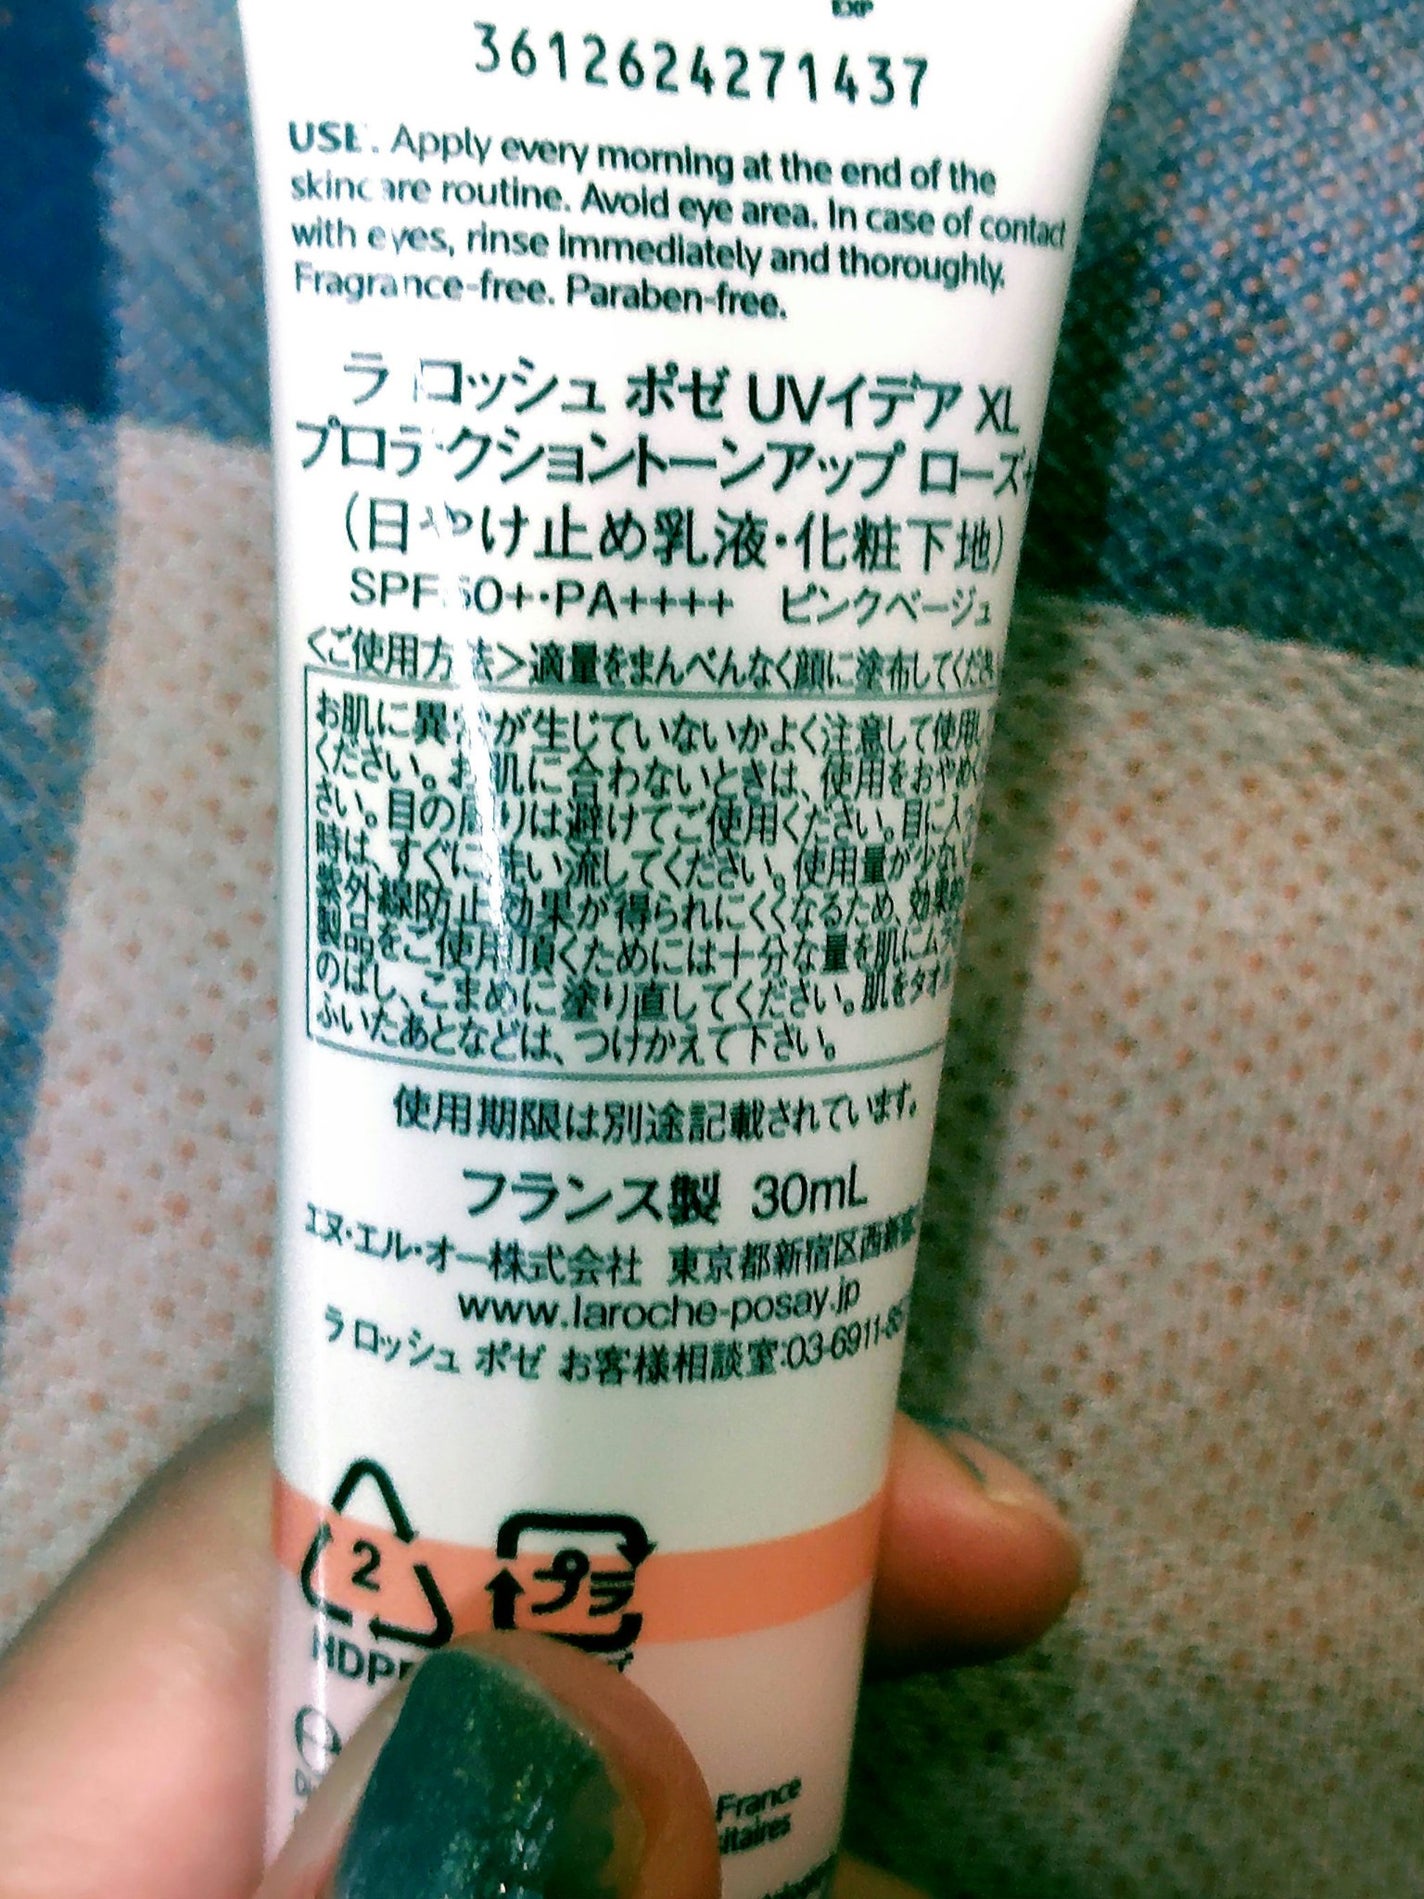 EXP
3612624271437
USE. Apply every morning at the end of the
skincare routine. Avoid eye area. In case of contact
with eyes, rinse immediately and thoroughly.
Fragrance-free. Paraben-free.
ラ ロッシュ ポゼ UVイデア XL
プロテクショントーンアップ ローズ+
(日やけ止め乳液・化粧下地)
SPF50+・PA++++ ピンクベージュ
<ご使用方法>適量をまんべんなく顔に塗布してくださ
お肌に異常が生じていないかよく注意して使用し
ください。お肌に合わないときは、使用をおやめく
さい。目の周りは避けてご使用ください。目に入っ
時は、すぐに洗い流してください。使用量が少ない
紫外線防止効果が得られにくくなるため、効果的
製品をご使用頂くためには十分な量を肌にムラ
のばし、こまめに塗り直してください。肌をタオル
ふいたあとなどは、つけかえて下さい。
使用期限は別途記載されています。
フランス製 30mL
エヌ・エル・オー株式会社 東京都新宿区西新宿
www.laroche-posay.jp
ラ ロッシュ ポゼ お客様相談室:03-6911-85
2
プラ
HDPE
France